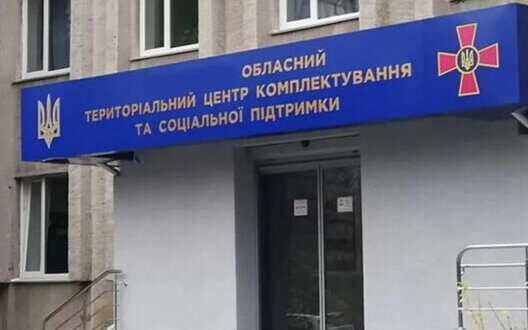 ОБЛАСНИЙ
ТЕРИТОРІАЛЬНИЙ ЦЕНТР КОМПЛЕКТУВАННЯ
ТА СОЦІАЛЬНОЇ ПІДТРИМКИ